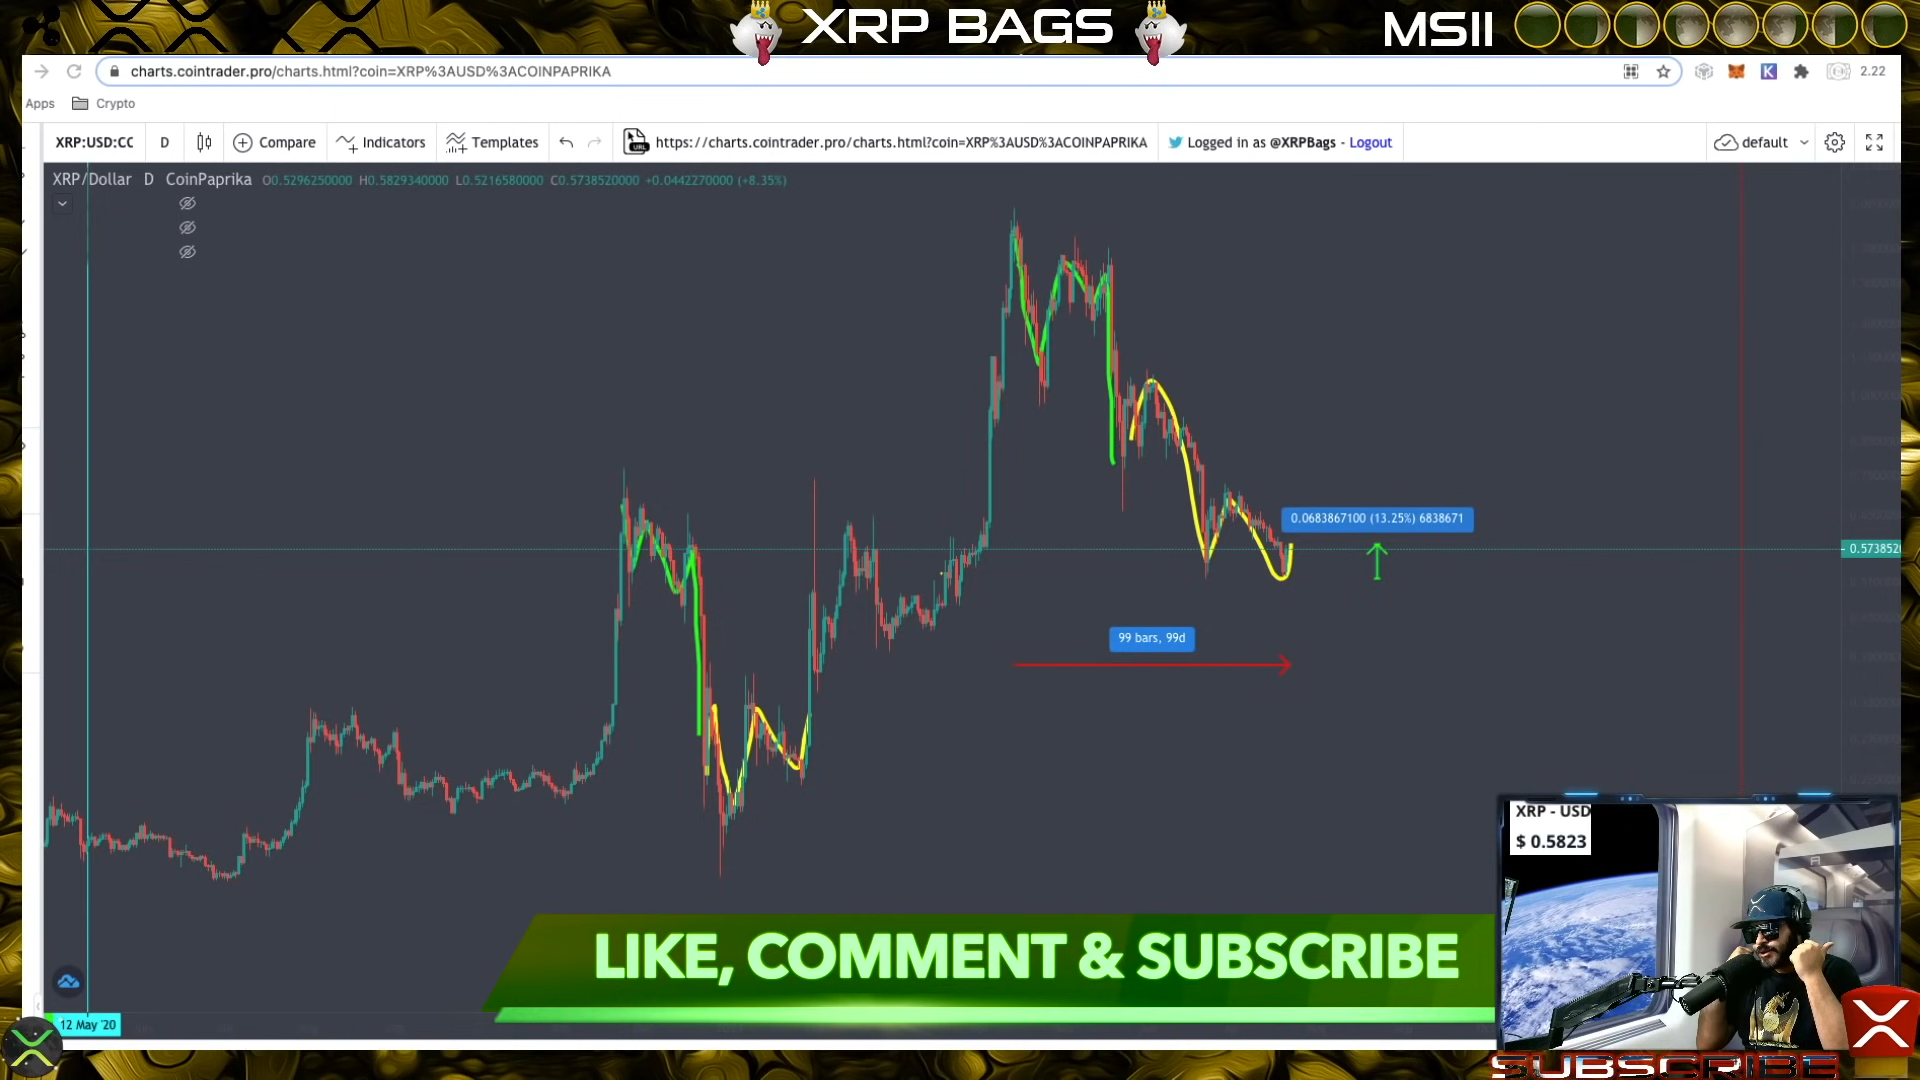 XRP BAGS
MSII
charts.cointrader.pro/charts.html?coin=XRP%3AUSD%3ACOINPAPRIKA
2.22
Apps
Crypto
XRP:USD:CC
D
Compare
Indicators
Templates
URL
https://charts.cointrader.pro/charts.html?coin=XRP%3AUSD%3ACOINPAPRIKA
Logged in as @XRPBags - Logout
default
XRP/Dollar D CoinPaprika O0.5296250000 H0.5829340000 L0.5216580000 C0.5738520000 +0.0442270000 (+8.35%)
0.0683867100 (13.25%) 6838671
0.573852
99 bars, 99d
XRP - USD
$ 0.5823
LIKE, COMMENT & SUBSCRIBE
12 May '20
SUBSCRIBE